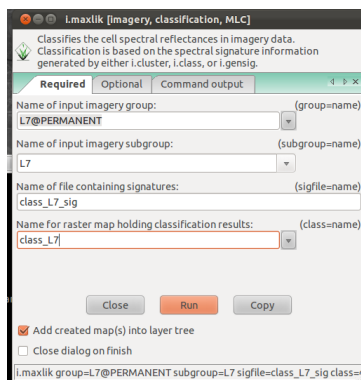 i.maxlik [imagery, classification, MLC]
Classifies the cell spectral reflectances in imagery data.
Classification is based on the spectral signature information
generated by either i.cluster, i.class, or i.gensig.
Required Optional Command output
Name of input imagery group: (group=name)
L7@PERMANENT
Name of input imagery subgroup: (subgroup=name)
L7
Name of file containing signatures: (sigfile=name)
class_L7_sig
Name for raster map holding classification results: (class=name)
class_L7
Close Run Copy
Add created map(s) into layer tree
Close dialog on finish
i.maxlik group=L7@PERMANENT subgroup=L7 sigfile=class_L7_sig class=